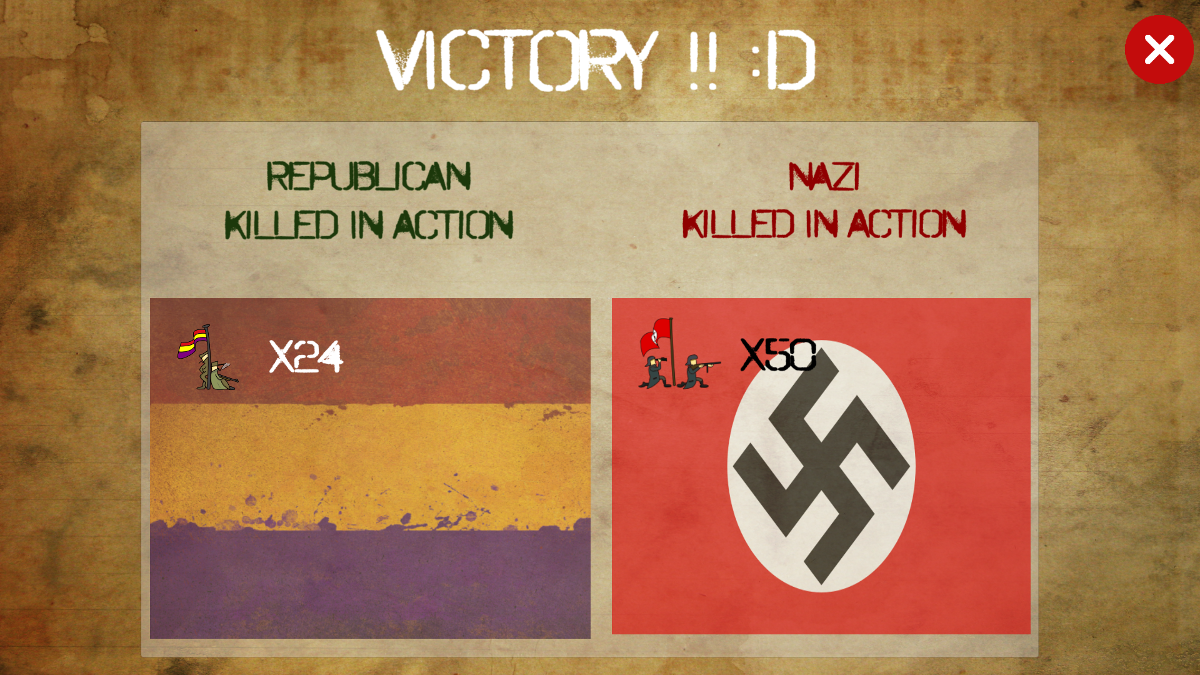 VICTORY !! :D
REPUBLICAN
KILLED IN ACTION
NAZI
KILLED IN ACTION
X24
X50